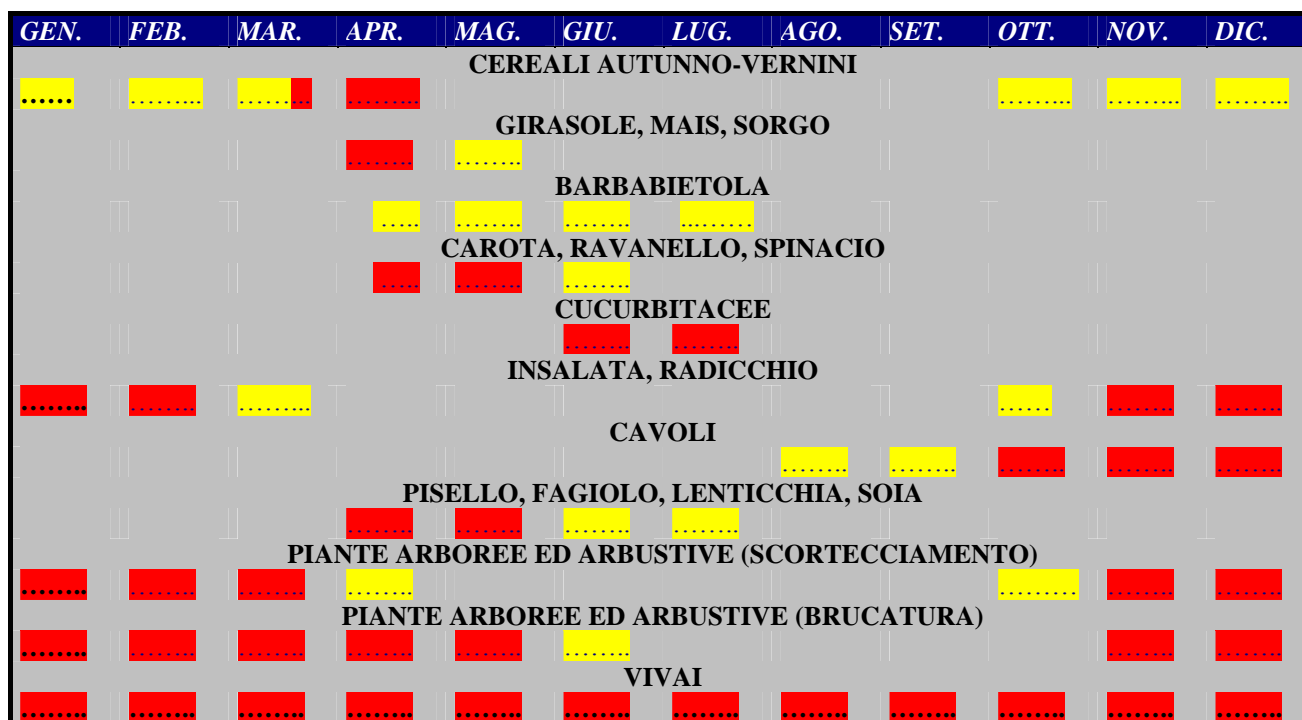 GEN. FEB. MAR. APR. MAG. GIU. LUG. AGO. SET. OTT. NOV. DIC.
CEREALI AUTUNNO-VERNINI
...... ......... ......... ......... ......... ......... .........
GIRASOLE, MAIS, SORGO
........ ........
BARBABIETOLA
..... ........ ........ .........
CAROTA, RAVANELLO, SPINACIO
..... ........ ........
CUCURBITACEE
........ ........
INSALATA, RADICCHIO
........ ........ ......... ...... ........ ........
CAVOLI
........ ........ ........ ........ ........
PISELLO, FAGIOLO, LENTICCHIA, SOIA
........ ........ ........ ........
PIANTE ARBOREE ED ARBUSTIVE (SCORTECCIAMENTO)
........ ........ ........ ........ ......... ........ ........
PIANTE ARBOREE ED ARBUSTIVE (BRUCATURA)
........ ........ ........ ........ ........ ........ ........ ........
VIVAI
........ ........ ........ ........ ........ ........ ........ ........ ........ ........ ........ ........